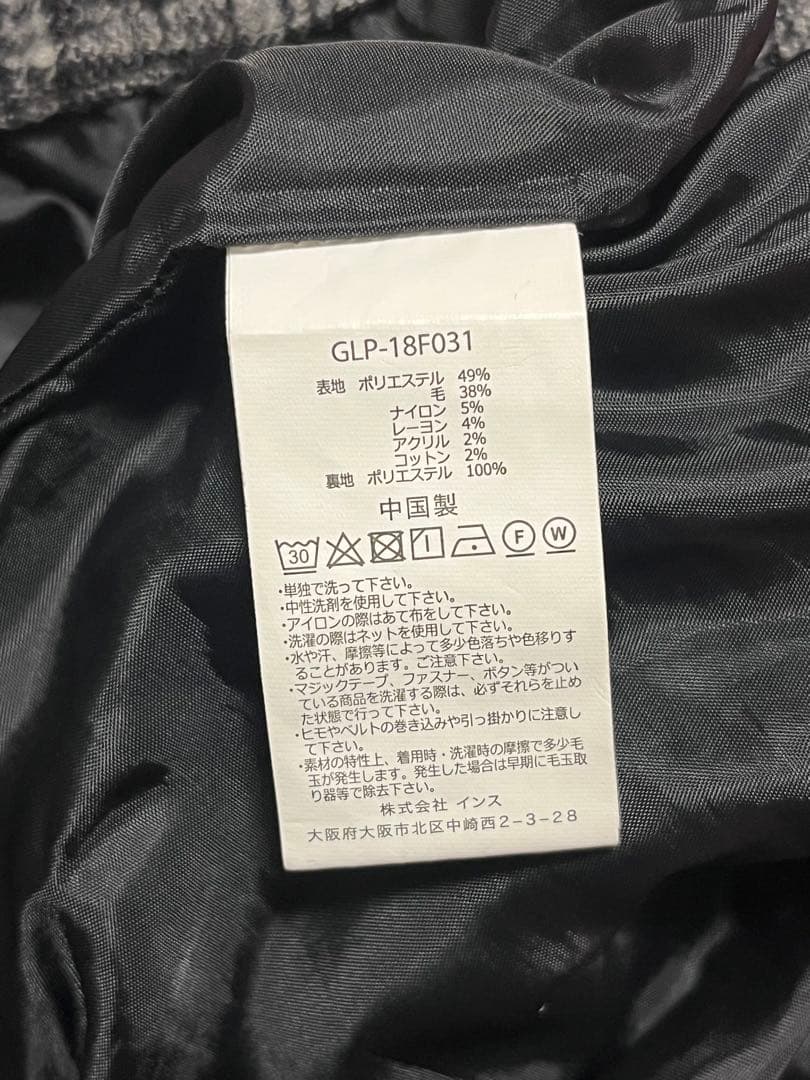 GLP-18F031
表地 ポリエステル 49%
毛 38%
ナイロン 5%
レーヨン 4%
アクリル 2%
コットン 2%
裏地 ポリエステル 100%
中国製
30 F W
・単独で洗って下さい。
・中性洗剤を使用して下さい。
・アイロンの際はあて布をして下さい。
・洗濯の際はネットを使用して下さい。
・水や汗、摩擦等によって多少色落ちや色移りす
ることがあります。ご注意下さい。
・マジックテープ、ファスナー、ボタン等がつい
ている商品を洗濯する際は、必ずそれらを止め
た状態で行って下さい。
・ヒモやベルトの巻き込みや引っ掛かりに注意し
て下さい。
・素材の特性上、着用時・洗濯時の摩擦で多少毛
玉が発生します。発生した場合は早期に毛玉取
り器等で除去下さい。
株式会社 インス
大阪府大阪市北区中崎西2-3-28